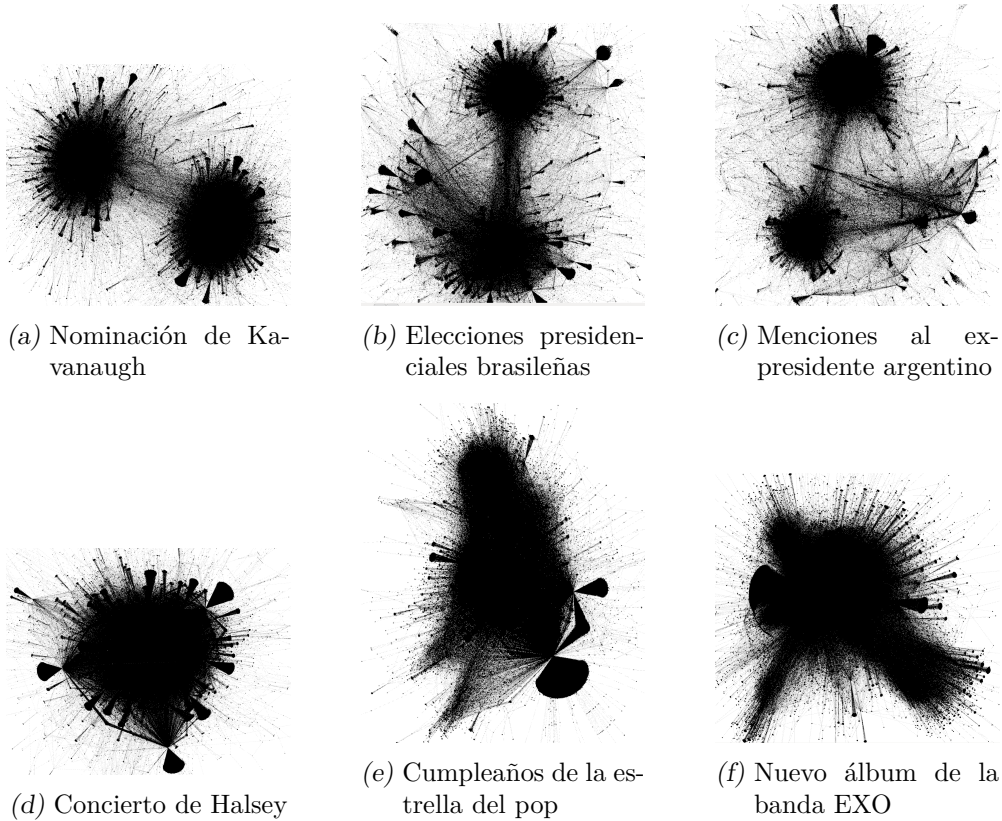 (a) Nominación de Ka-
vanaugh
(b) Elecciones presiden-
ciales brasileñas
(c) Menciones al ex-
presidente argentino
(d) Concierto de Halsey
(e) Cumpleaños de la es-
trella del pop
(f) Nuevo álbum de la
banda EXO